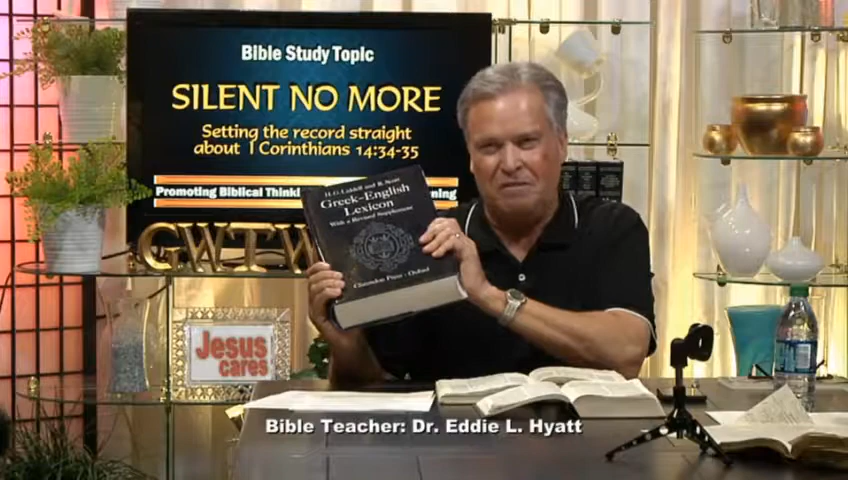 Bible Study Topic
SILENT NO MORE
Setting the record straight
about 1 Corinthians 14:34-35
Promoting Biblical
GWTW
H.G. Liddell and R. Scott
Greek-English
Lexicon
With a Revised Supplement
Clarendon Press · Oxford
Jesus
cares
Bible Teacher: Dr. Eddie L. Hyatt